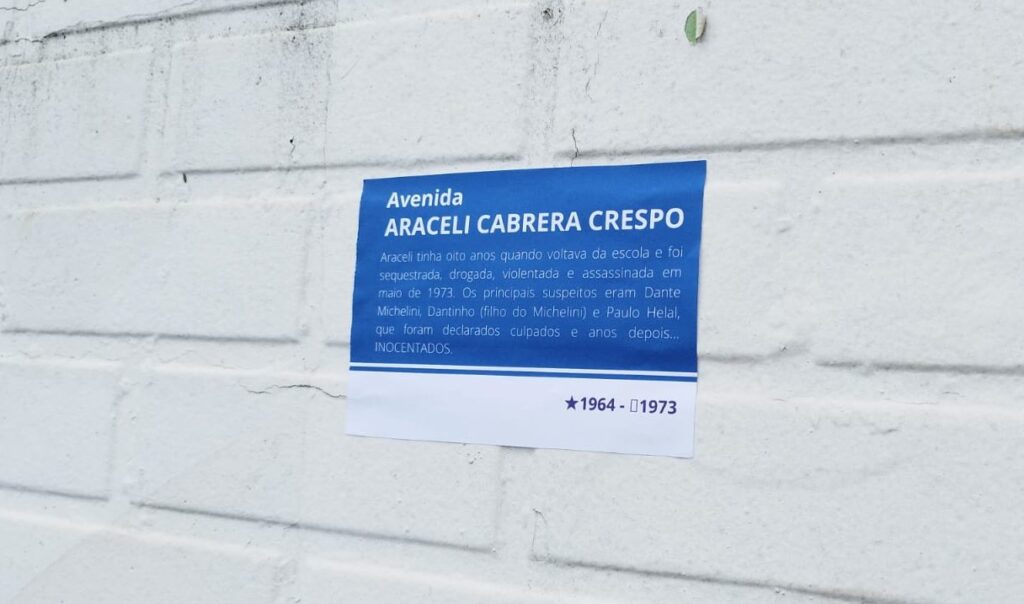 Avenida
ARACELI CABRERA CRESPO
Araceli tinha oito anos quando voltava da escola e foi
sequestrada, drogada, violentada e assassinada em
maio de 1973. Os principais suspeitos eram Dante
Michelini, Dantinho (filho do Michelini) e Paulo Helal,
que foram declarados culpados e anos depois...
INOCENTADOS.
★1964 - ▯1973